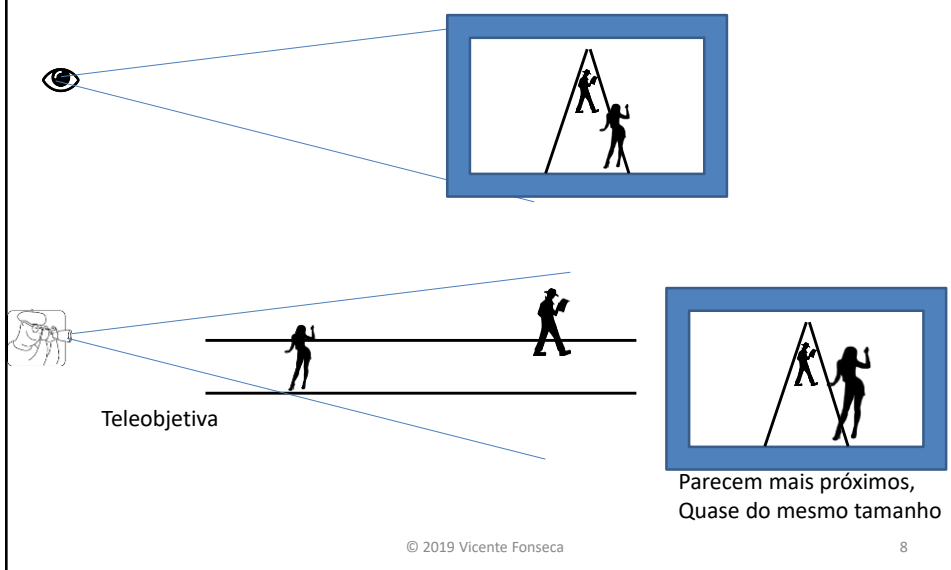 Teleobjetiva
Parecem mais próximos,
Quase do mesmo tamanho
© 2019 Vicente Fonseca
8